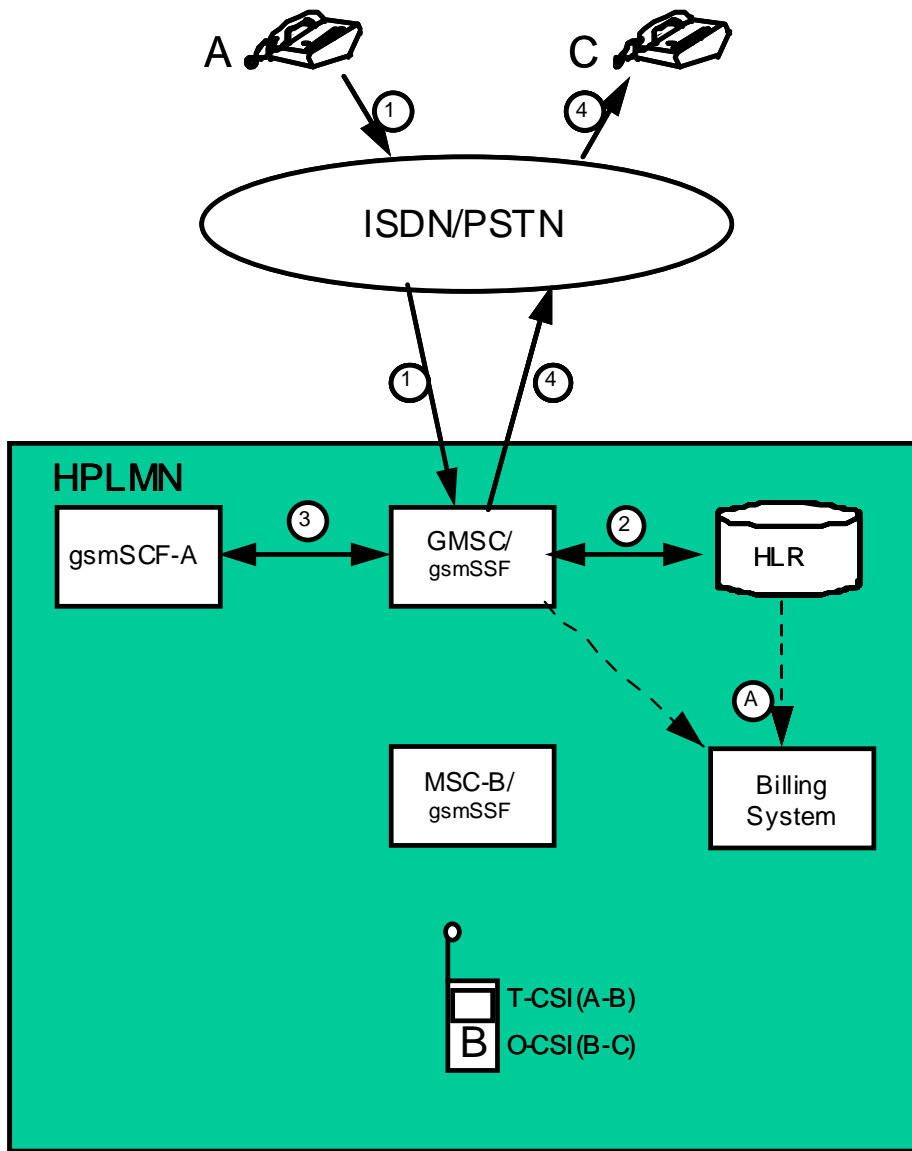 A
C
1
4
ISDN/PSTN
1
4
HPLMN
gsmSCF-A
3
GMSC/
gsmSSF
2
HLR
A
MSC-B/
gsmSSF
Billing
System
T-CSI(A-B)
B
O-CSI(B-C)